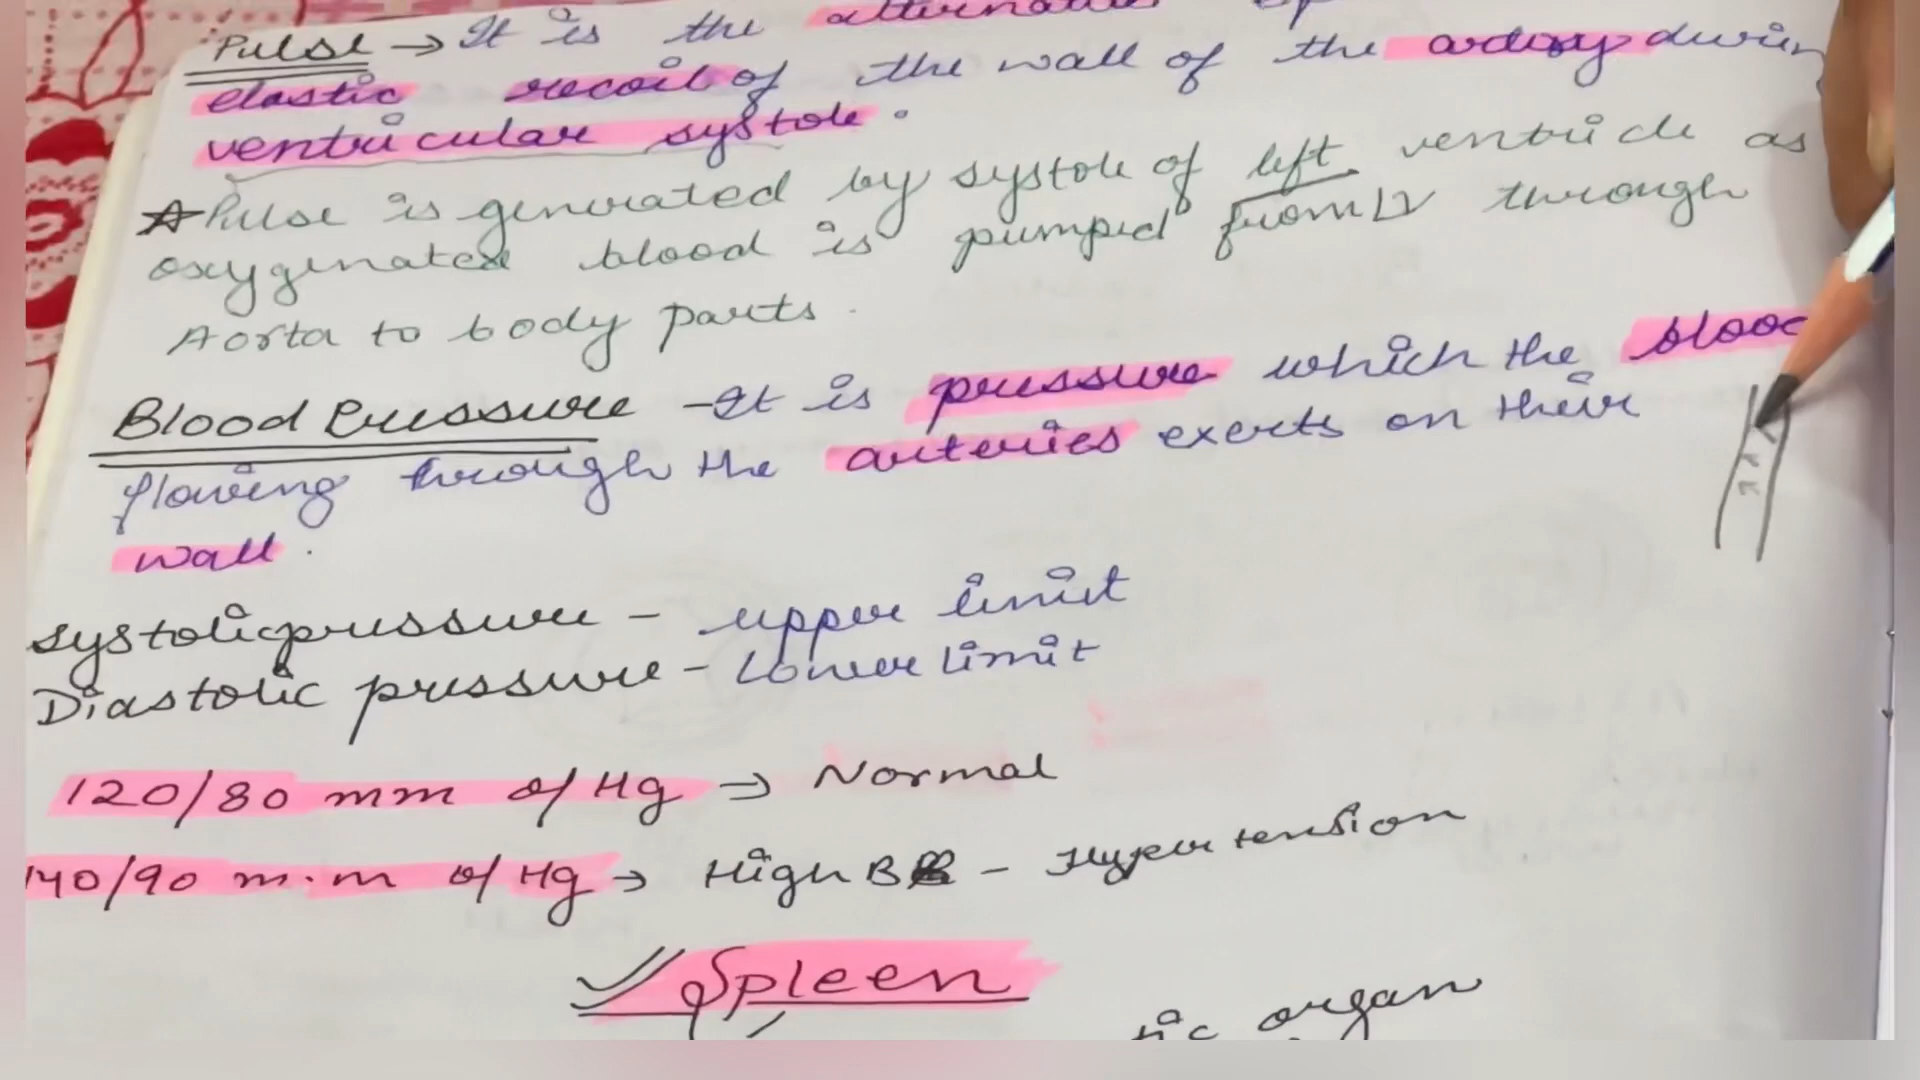 Pulse → It is the
elastic recoil of the wall of the artery durin
ventricular systole.
Pulse is generated by systole of left ventricle as
oxygenated blood is pumped from LV through
Aorta to body parts.
Blood Pressure - It is pressure which the blood
flowing through the arteries exerts on their
wall.
systolic pressure - upper limit
Diastolic pressure - Lower limit
120/80 mm of Hg → Normal
140/90 m.m of Hg → High B - Hypertension
Spleen
tic organ